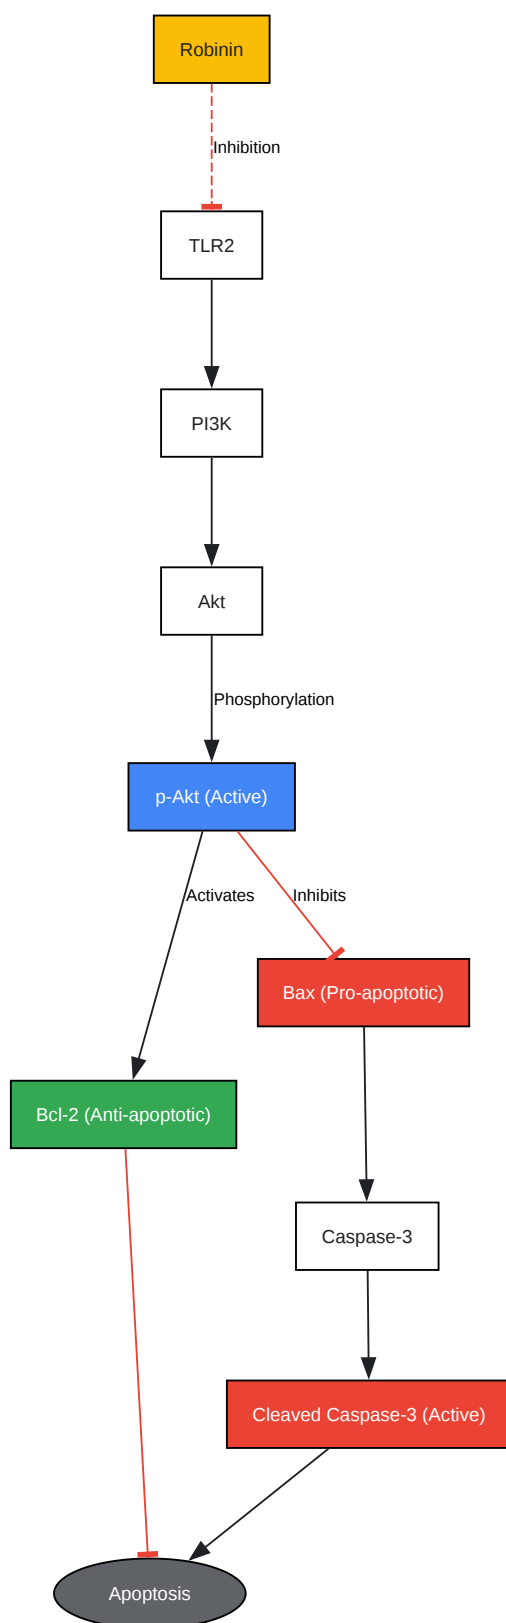 Robinin
Inhibition
TLR2
PI3K
Akt
Phosphorylation
p-Akt (Active)
Activates
Inhibits
Bax (Pro-apoptotic)
Bcl-2 (Anti-apoptotic)
Caspase-3
Cleaved Caspase-3 (Active)
Apoptosis